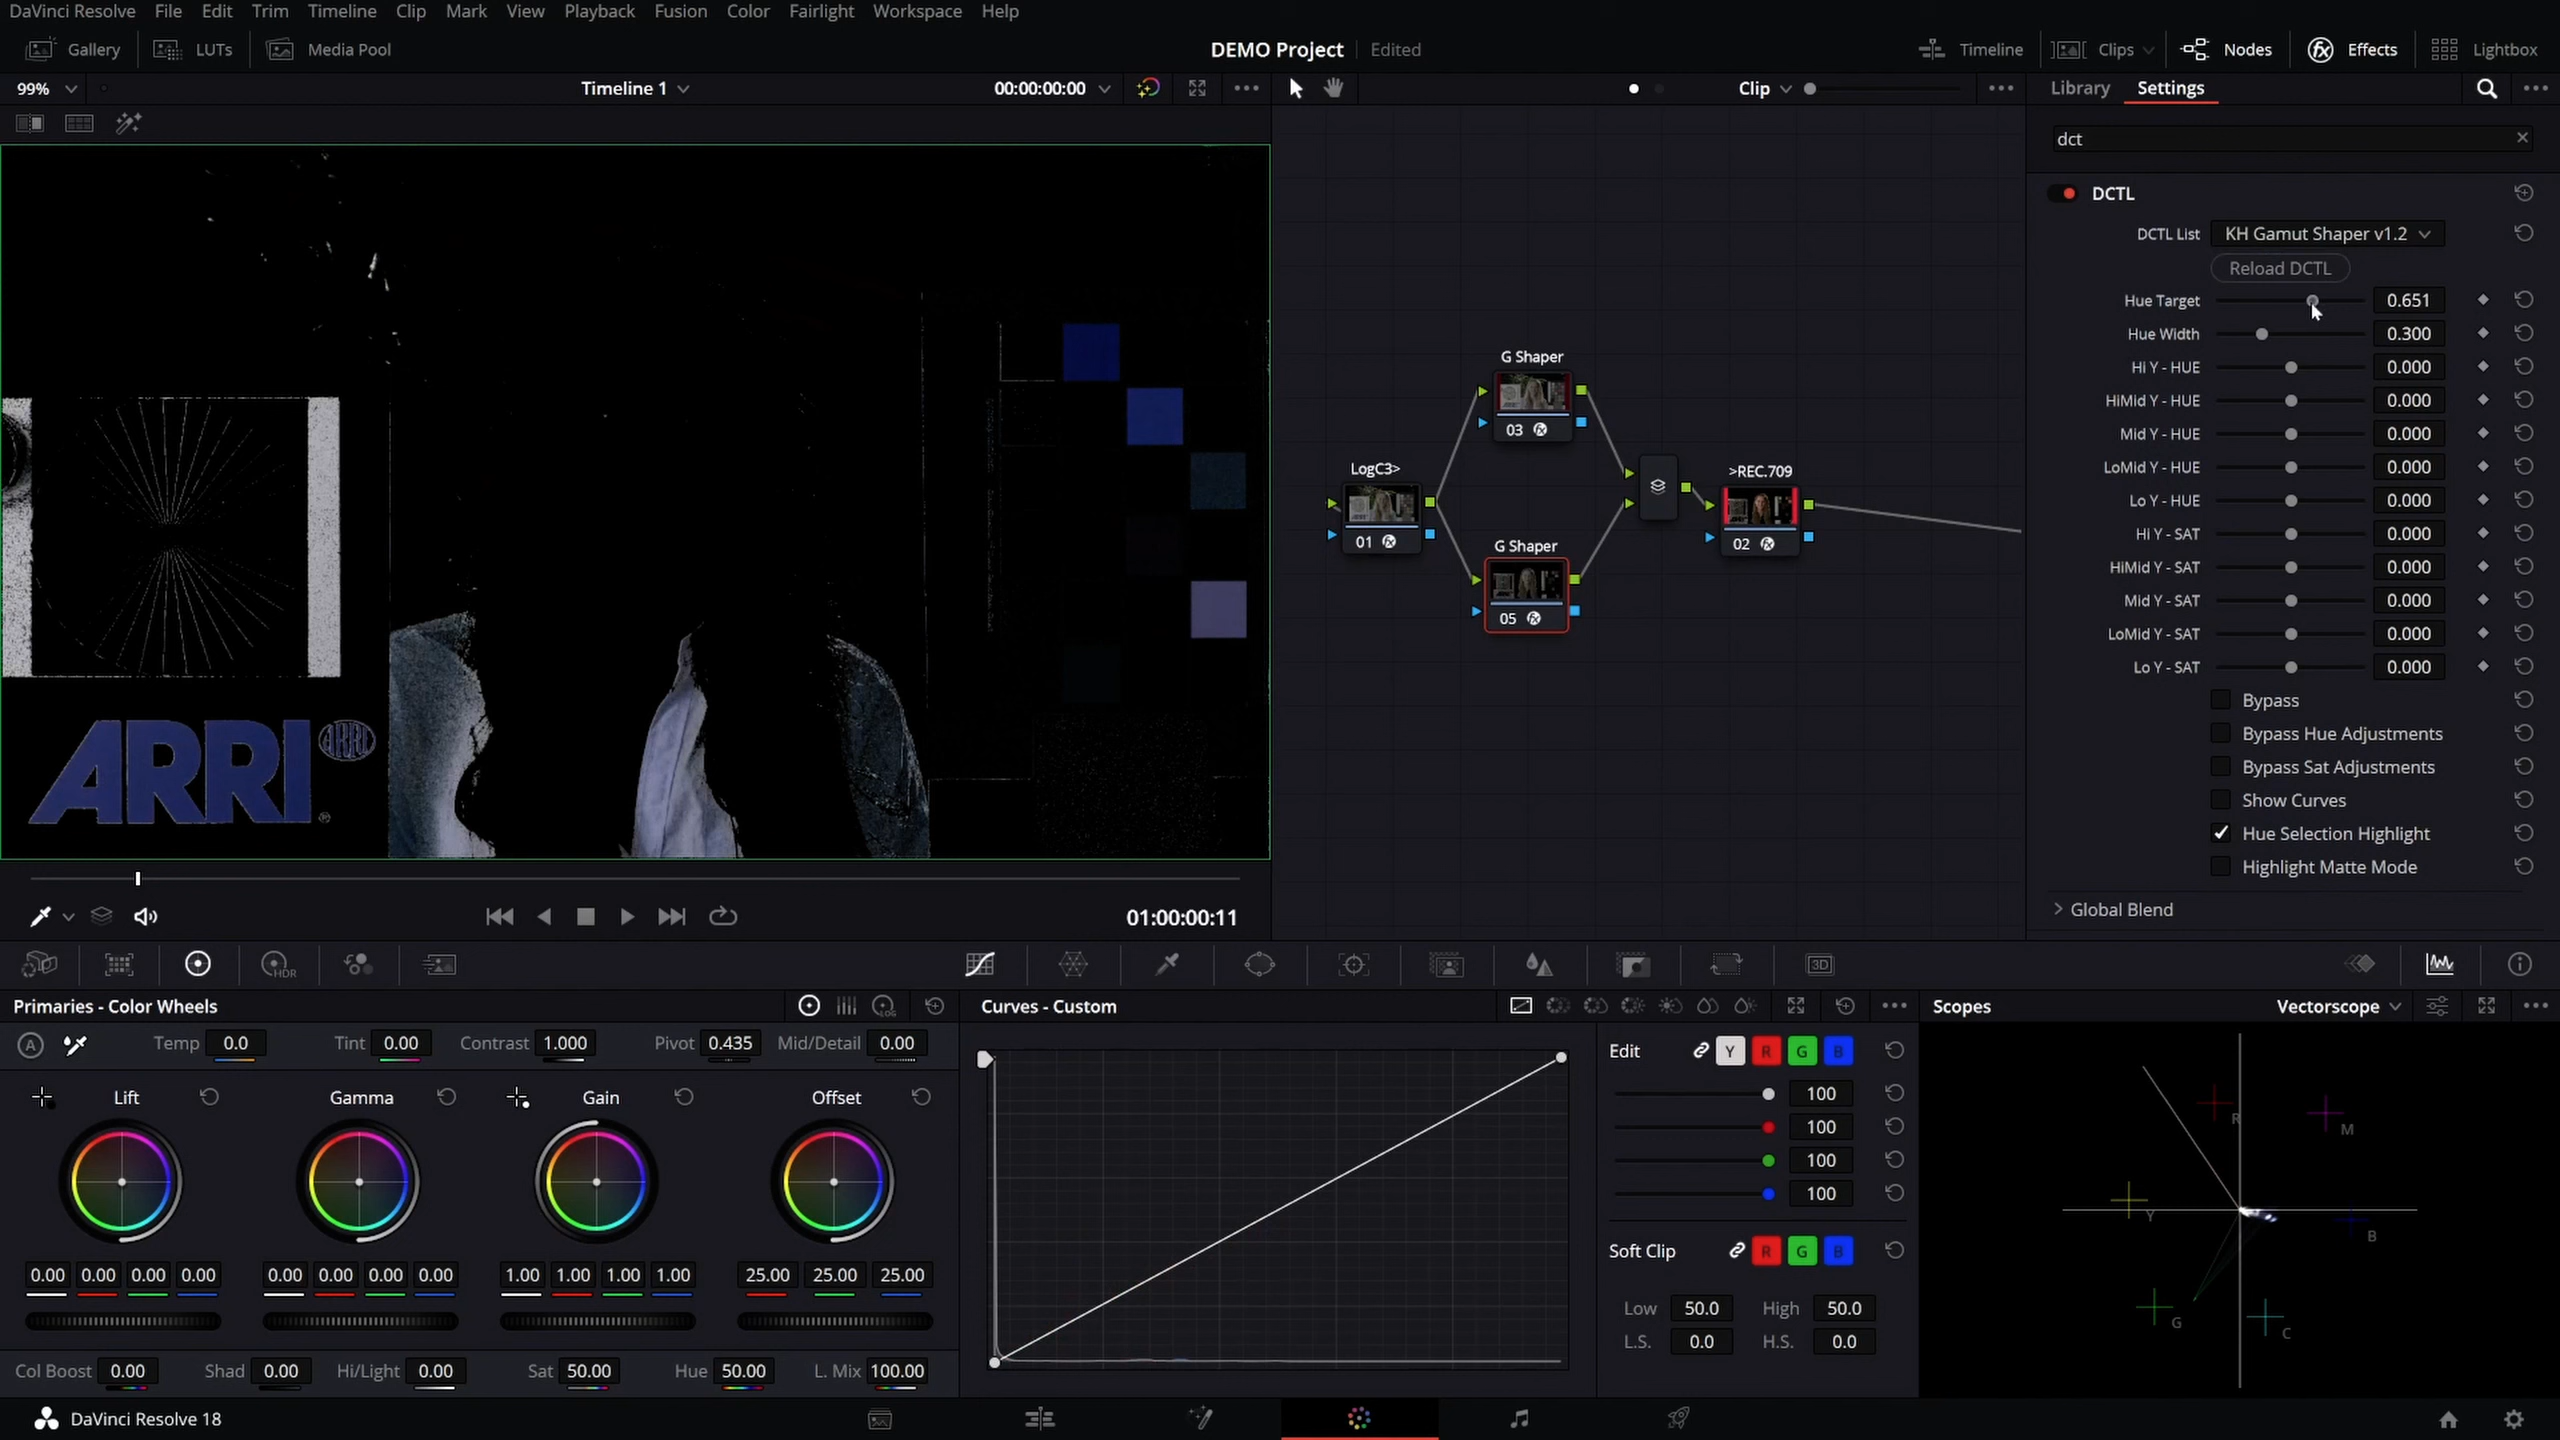 DaVinci Resolve File Edit Trim Timeline Clip Mark View Playback Fusion Color Fairlight Workspace Help
Gallery LUTs Media Pool DEMO Project Edited Timeline Clips Nodes Effects Lightbox
99% Timeline 1 00:00:00:00 Clip Library Settings
dct
DCTL
DCTL List KH Gamut Shaper v1.2
Reload DCTL
Hue Target 0.651
Hue Width 0.300
Hi Y - HUE 0.000
HiMid Y - HUE 0.000
Mid Y - HUE 0.000
LoMid Y - HUE 0.000
Lo Y - HUE 0.000
Hi Y - SAT 0.000
HiMid Y - SAT 0.000
Mid Y - SAT 0.000
LoMid Y - SAT 0.000
Lo Y - SAT 0.000
Bypass
Bypass Hue Adjustments
Bypass Sat Adjustments
Show Curves
Hue Selection Highlight
Highlight Matte Mode
Global Blend
G Shaper
03
LogC3>
01
G Shaper
05
>REC.709
02
ARRI ARRI ®
01:00:00:11
HDR 3D
Primaries - Color Wheels LOG
A Temp 0.0 Tint 0.00 Contrast 1.000 Pivot 0.435 Mid/Detail 0.00
Lift Gamma Gain Offset
0.00 0.00 0.00 0.00 0.00 0.00 0.00 0.00 1.00 1.00 1.00 1.00 25.00 25.00 25.00
Col Boost 0.00 Shad 0.00 Hi/Light 0.00 Sat 50.00 Hue 50.00 L. Mix 100.00
Curves - Custom
Edit Y R G B
100
100
100
100
Soft Clip R G B
Low 50.0 High 50.0
L.S. 0.0 H.S. 0.0
Scopes Vectorscope
R
M
Y
B
G
C
DaVinci Resolve 18